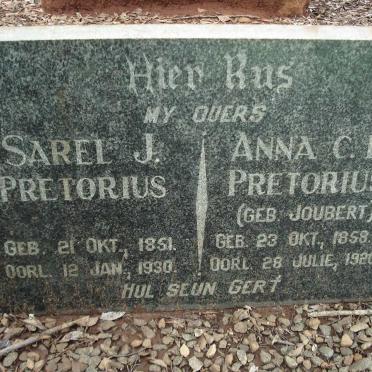 Hier Rus
MY OUERS
SAREL J.
PRETORIUS
GEB. 21 OKT., 1851.
OORL. 12 JAN., 1930.
ANNA C.
PRETORIUS
(GEB. JOUBERT)
GEB. 23 OKT., 1858.
OORL. 28 JULIE,
HUL SEUN GERT